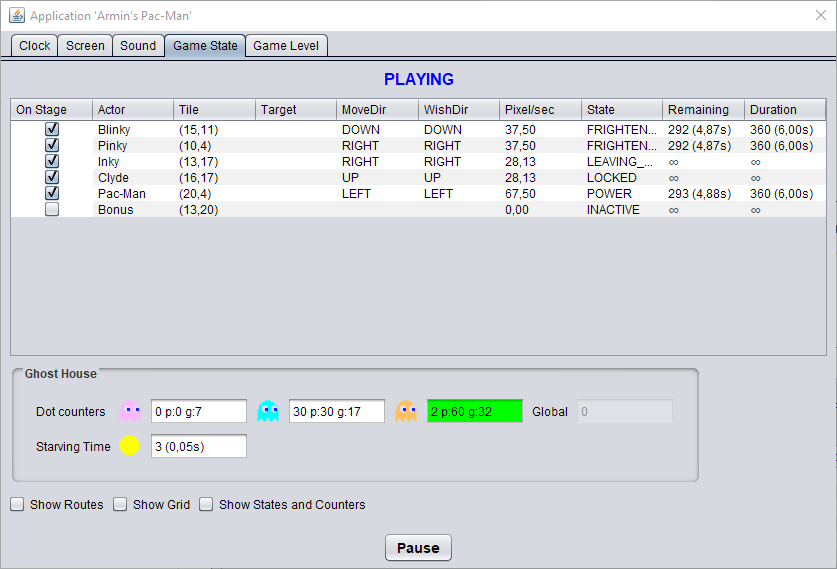 Application 'Armin's Pac-Man'
Clock Screen Sound Game State Game Level
PLAYING
On Stage Actor Tile Target MoveDir WishDir Pixel/sec State Remaining Duration
Blinky (15,11) DOWN DOWN 37,50 FRIGHTEN... 292 (4,87s) 360 (6,00s)
Pinky (10,4) RIGHT RIGHT 37,50 FRIGHTEN... 292 (4,87s) 360 (6,00s)
Inky (13,17) RIGHT RIGHT 28,13 LEAVING_... ∞ ∞
Clyde (16,17) UP UP 28,13 LOCKED ∞ ∞
Pac-Man (20,4) LEFT LEFT 67,50 POWER 293 (4,88s) 360 (6,00s)
Bonus (13,20) 0,00 INACTIVE ∞ ∞
Ghost House
Dot counters 0 p:0 g:7 30 p:30 g:17 2 p:60 g:32 Global 0
Starving Time 3 (0,05s)
Show Routes Show Grid Show States and Counters
Pause